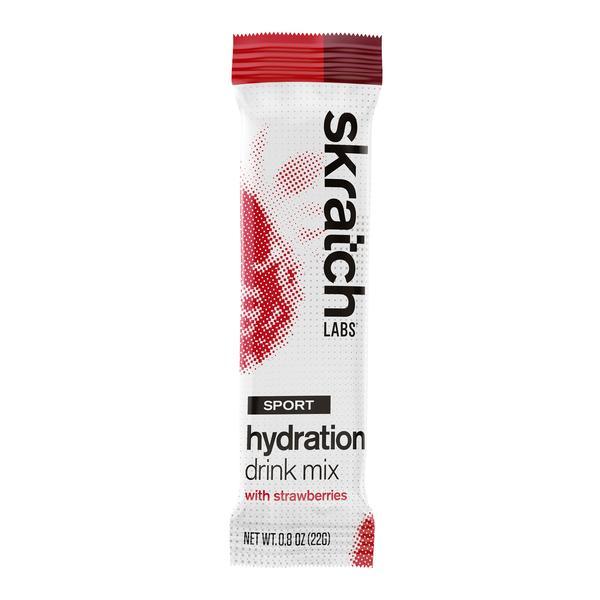 skratch
LABS
SPORT
hydration
drink mix
with strawberries
NET WT. 0.8 OZ (22G)